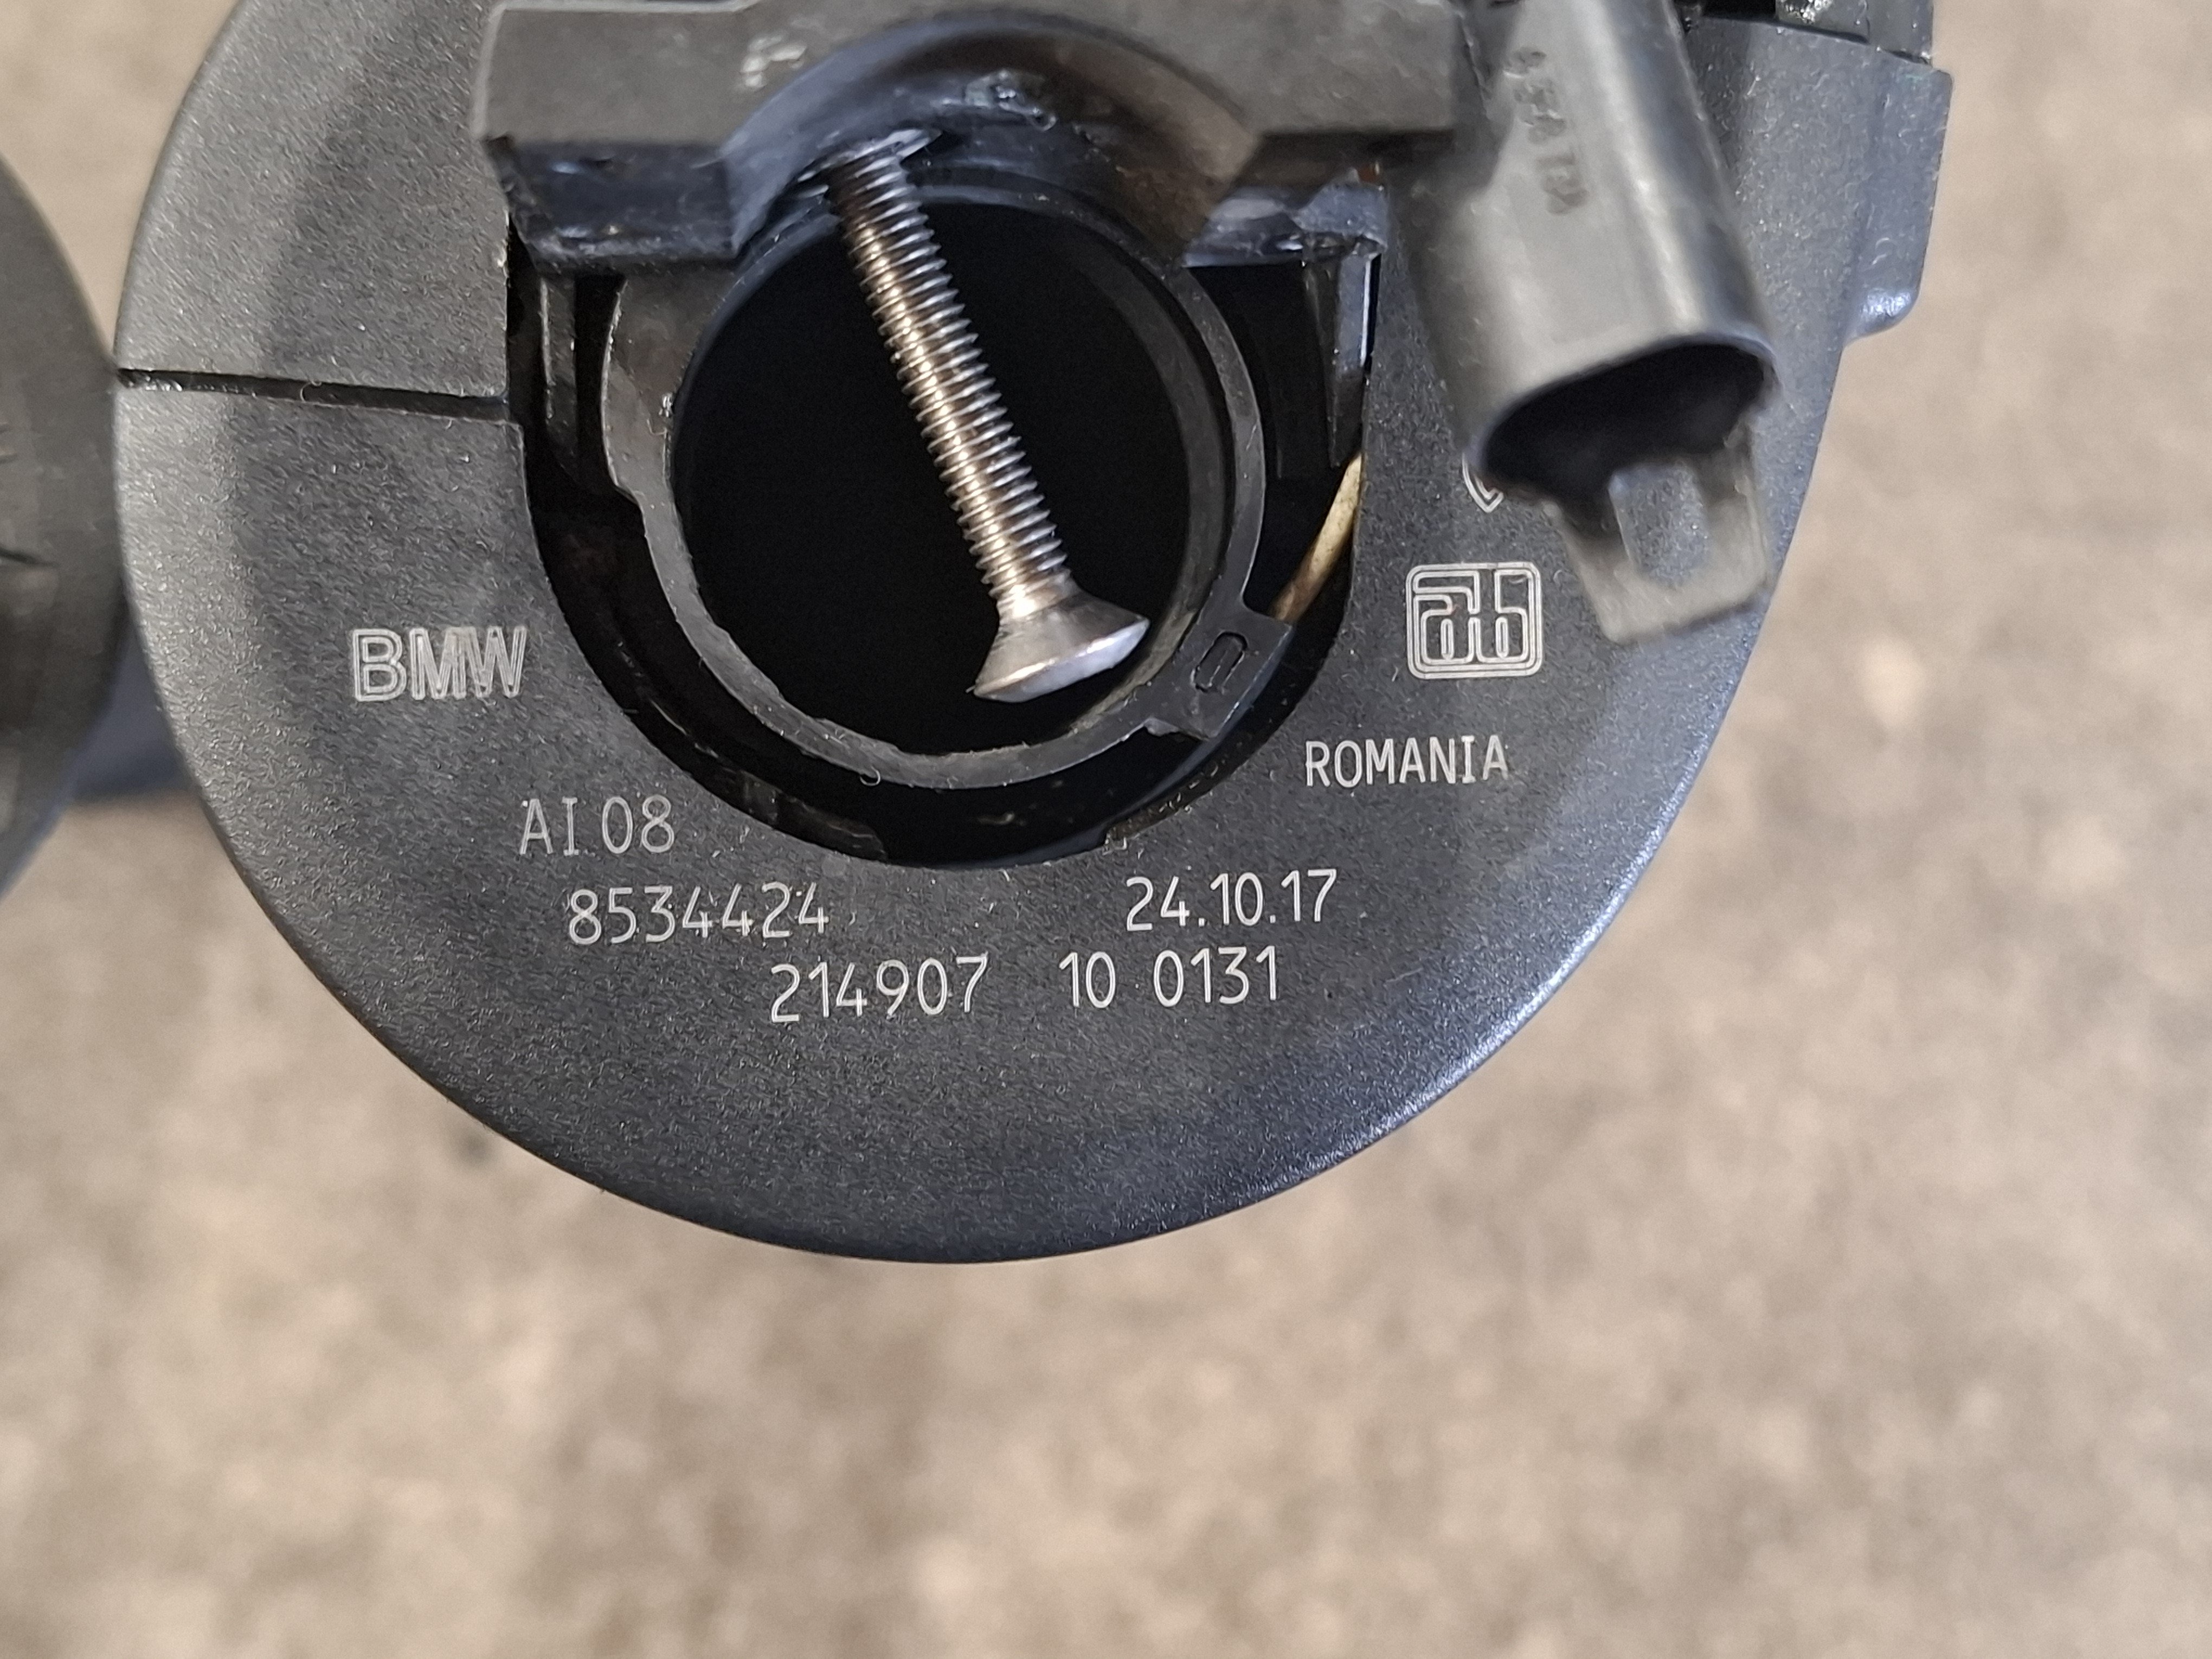 BMW
ROMANIA
AI 08
8534424
24.10.17
214907 10 0131